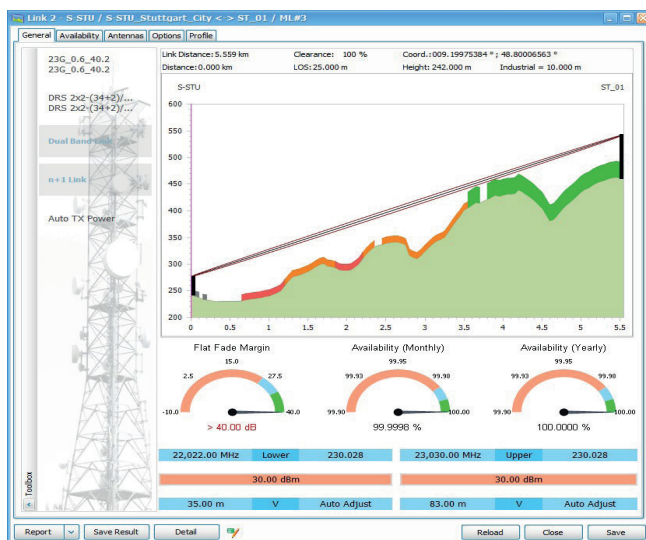 Link 2 - S-STU / S-STU_Stuttgart_City < > ST_01 / ML#3
General Availability Antennas Options Profile
23G_0.6_40.2
23G_0.6_40.2
DRS 2x2-(34+2)/...
DRS 2x2-(34+2)/...
Dual Band Link
n+1 Link
Auto TX Power
Toolbox
<
Link Distance: 5.559 km Clearance: 100 % Coord.:009.19975384 ° ; 48.80006563 °
Distance:0.000 km LOS:25.000 m Height: 242.000 m Industrial = 10.000 m
S-STU ST_01
600
550
500
450
400
350
300
250
200
0 0.5 1 1.5 2 2.5 3 3.5 4 4.5 5 5.5
Flat Fade Margin
-10.0 2.5 15.0 27.5 40.0
> 40.00 dB
Availability (Monthly)
99.90 99.93 99.95 99.98 100.00
99.9998 %
Availability (Yearly)
99.90 99.93 99.95 99.98 100.00
100.0000 %
22,022.00 MHz Lower 230.028 23,030.00 MHz Upper 230.028
30.00 dBm 30.00 dBm
35.00 m V Auto Adjust 83.00 m V Auto Adjust
Report Save Result Detail Reload Close Save